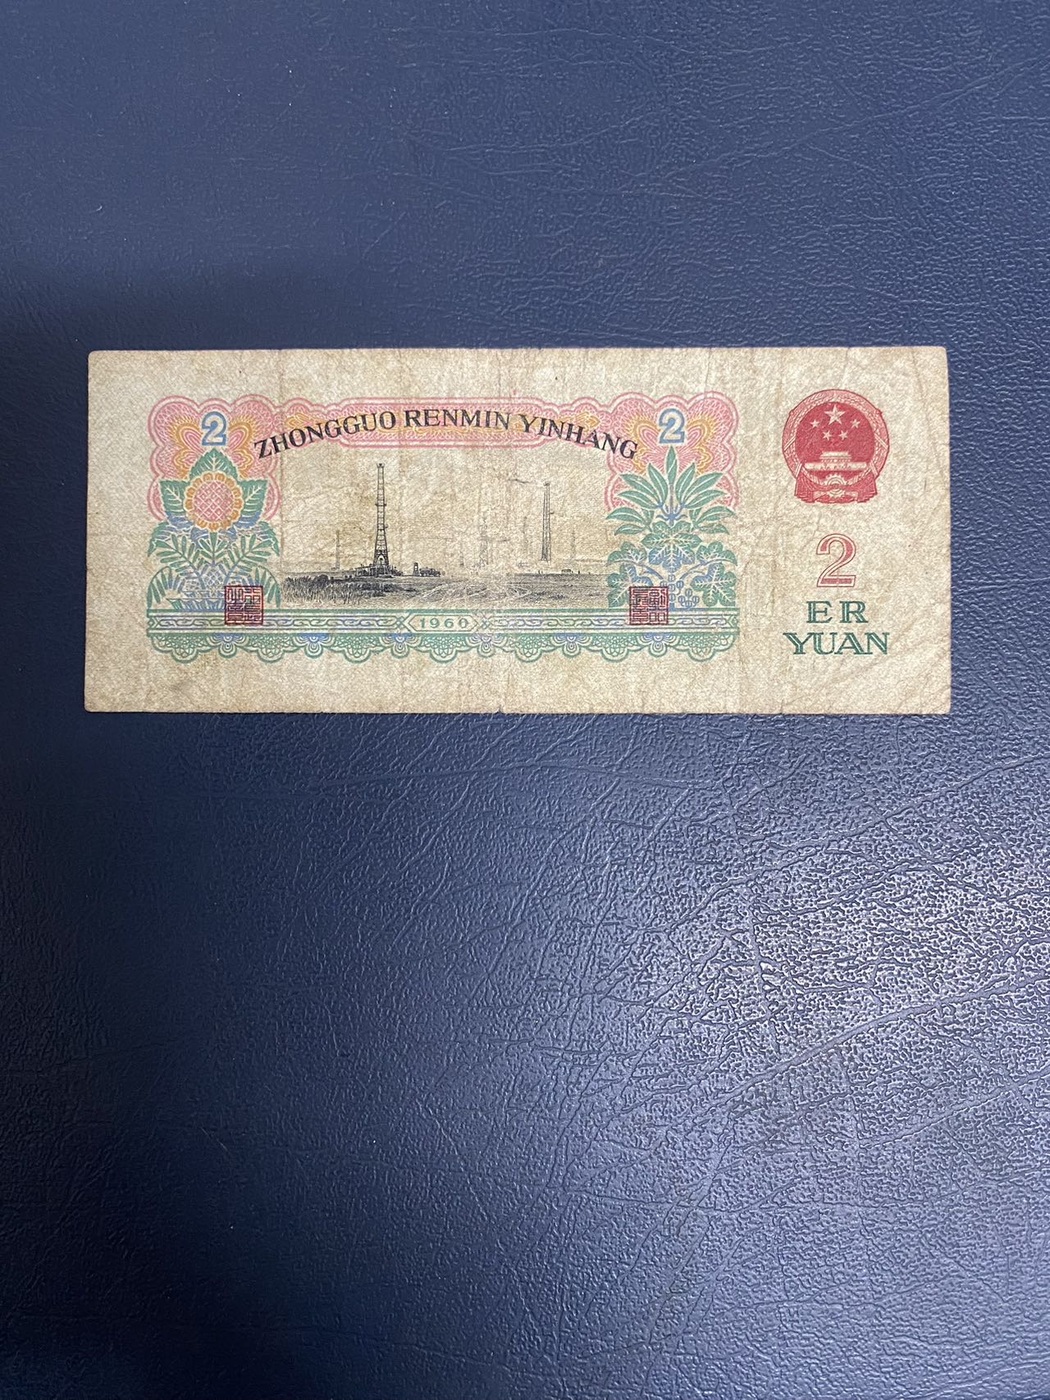 2
ZHONGGUO RENMIN YINHANG
2
2
ER
YUAN
1960